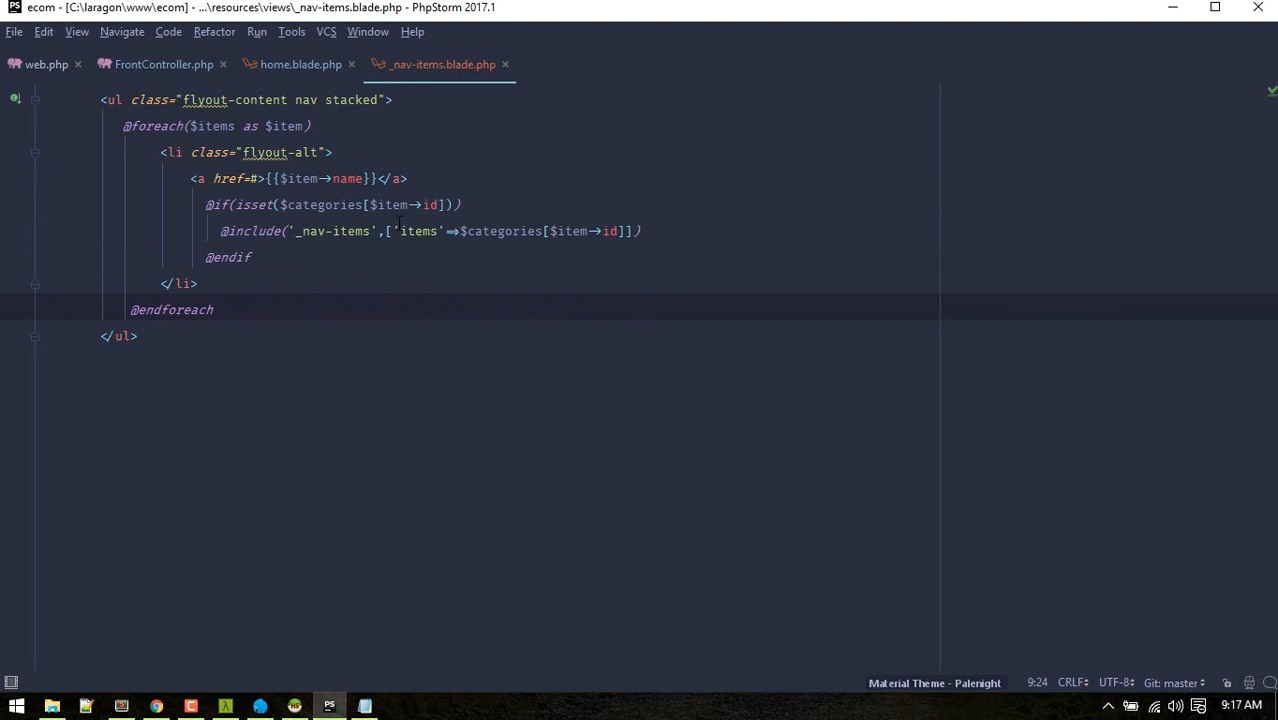 PS ecom - [C:\laragon\www\ecom] - ...\resources\views\_nav-items.blade.php - PhpStorm 2017.1
File Edit View Navigate Code Refactor Run Tools VCS Window Help
web.php FrontController.php home.blade.php _nav-items.blade.php
<ul class="flyout-content nav stacked">
@foreach($items as $item)
<li class="flyout-alt">
<a href=#>{{$item->name}}</a>
@if(isset($categories[$item->id]))
@include('_nav-items',['items'=>$categories[$item->id]])
@endif
</li>
@endforeach
</ul>
Material Theme - Palenight 9:24 CRLF UTF-8 Git: master
PS 9:17 AM